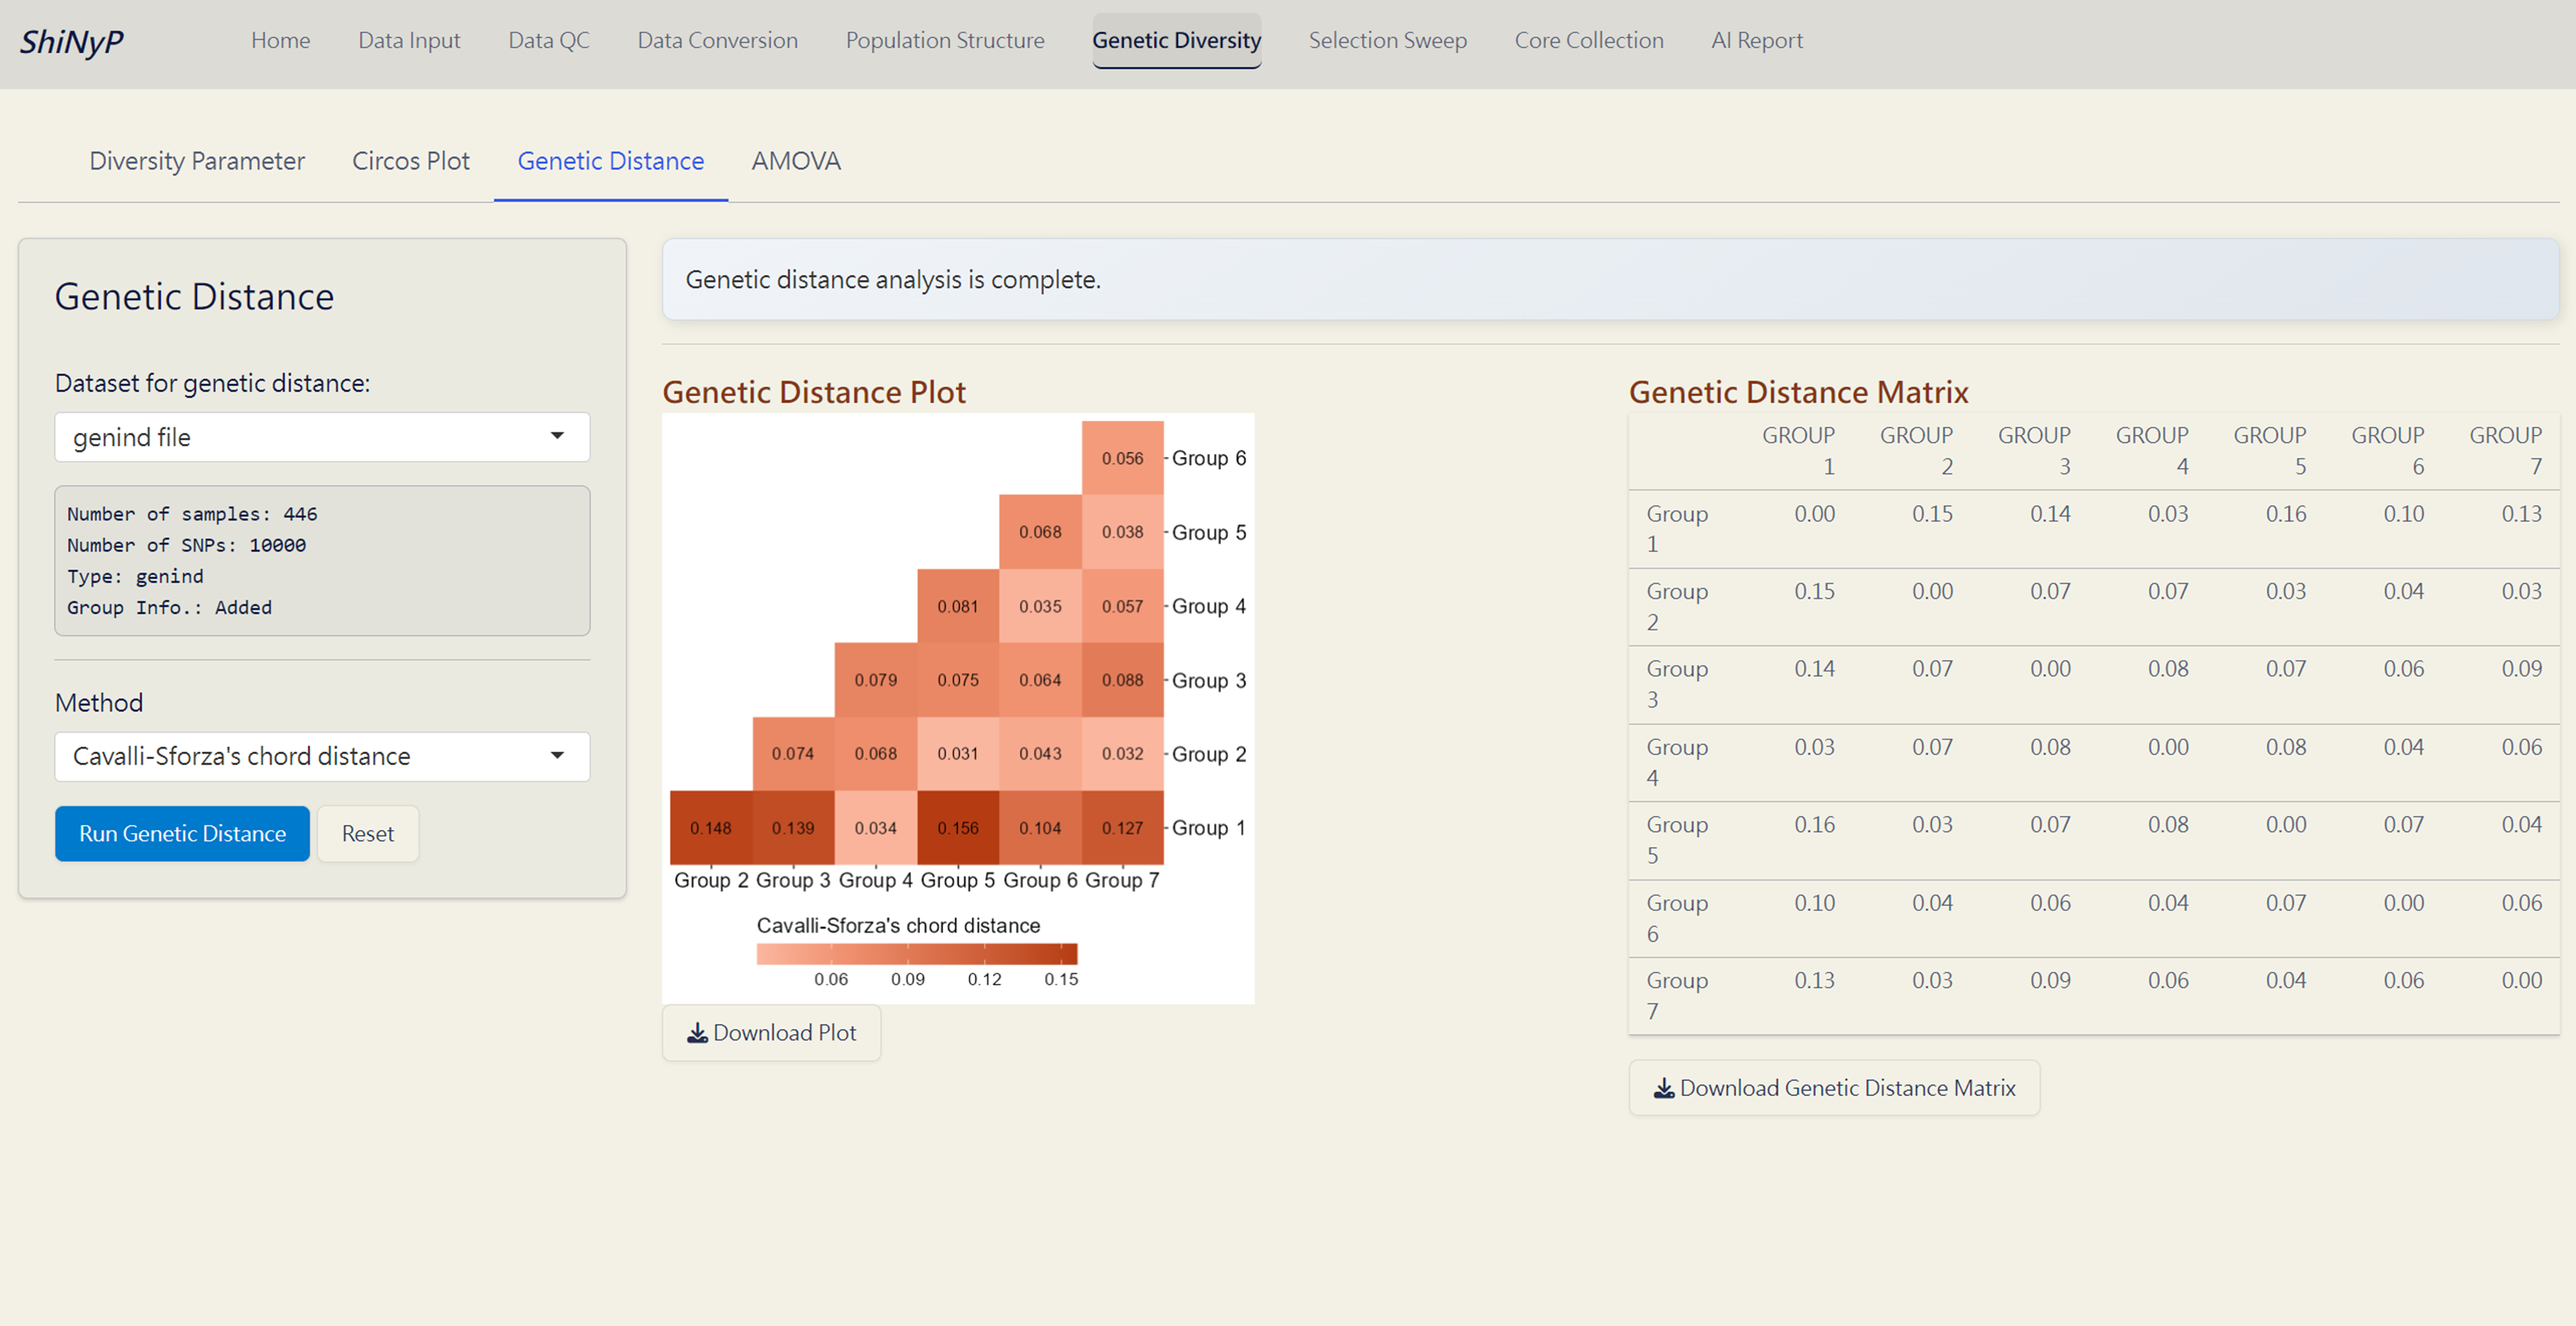 ShiNyP
Home Data Input Data QC Data Conversion Population Structure Genetic Diversity Selection Sweep Core Collection AI Report
Diversity Parameter Circos Plot Genetic Distance AMOVA
Genetic Distance
Dataset for genetic distance:
genind file
Number of samples: 446
Number of SNPs: 10000
Type: genind
Group Info.: Added
Method
Cavalli-Sforza's chord distance
Run Genetic Distance Reset
Genetic distance analysis is complete.
Genetic Distance Plot
0.056 Group 6
0.068 0.038 Group 5
0.081 0.035 0.057 Group 4
0.079 0.075 0.064 0.088 Group 3
0.074 0.068 0.031 0.043 0.032 Group 2
0.148 0.139 0.034 0.156 0.104 0.127 Group 1
Group 2 Group 3 Group 4 Group 5 Group 6 Group 7
Cavalli-Sforza's chord distance
0.06 0.09 0.12 0.15
Download Plot
Genetic Distance Matrix
GROUP GROUP GROUP GROUP GROUP GROUP GROUP
1 2 3 4 5 6 7
Group 0.00 0.15 0.14 0.03 0.16 0.10 0.13
1
Group 0.15 0.00 0.07 0.07 0.03 0.04 0.03
2
Group 0.14 0.07 0.00 0.08 0.07 0.06 0.09
3
Group 0.03 0.07 0.08 0.00 0.08 0.04 0.06
4
Group 0.16 0.03 0.07 0.08 0.00 0.07 0.04
5
Group 0.10 0.04 0.06 0.04 0.07 0.00 0.06
6
Group 0.13 0.03 0.09 0.06 0.04 0.06 0.00
7
Download Genetic Distance Matrix